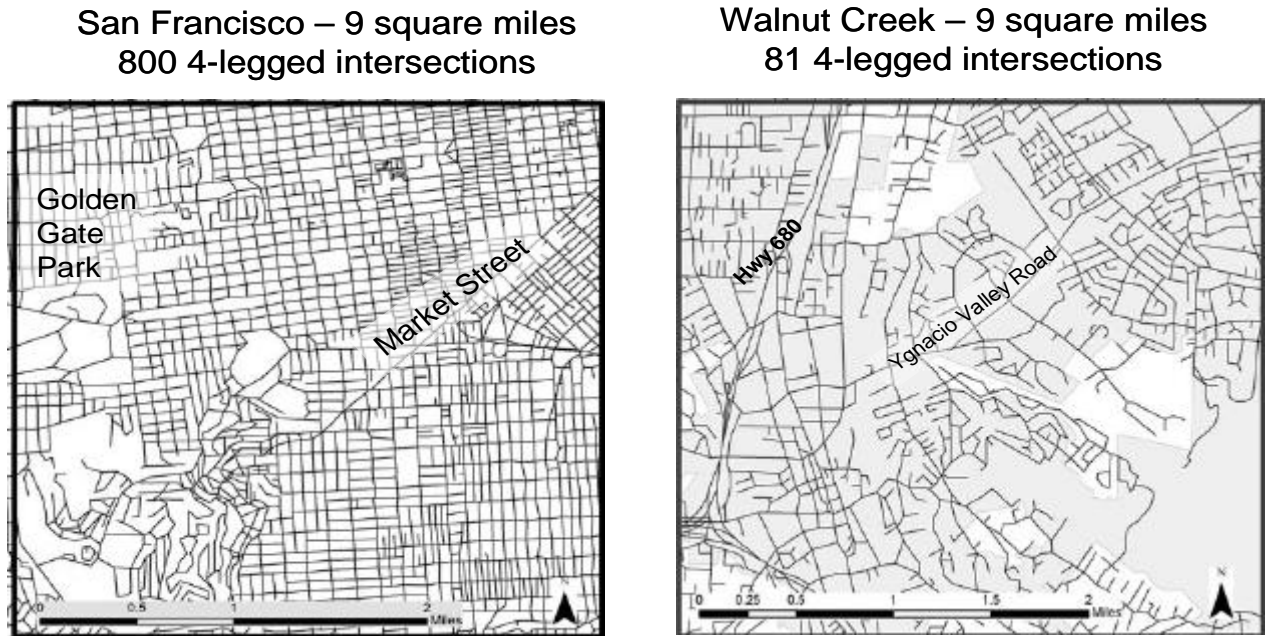 San Francisco – 9 square miles
800 4-legged intersections
Golden
Gate
Park
Market Street
0 0.5 1 2
Miles
N
Walnut Creek – 9 square miles
81 4-legged intersections
Hwy 680
Ygnacio Valley Road
0 0.25 0.5 1 1.5 2
Miles
N